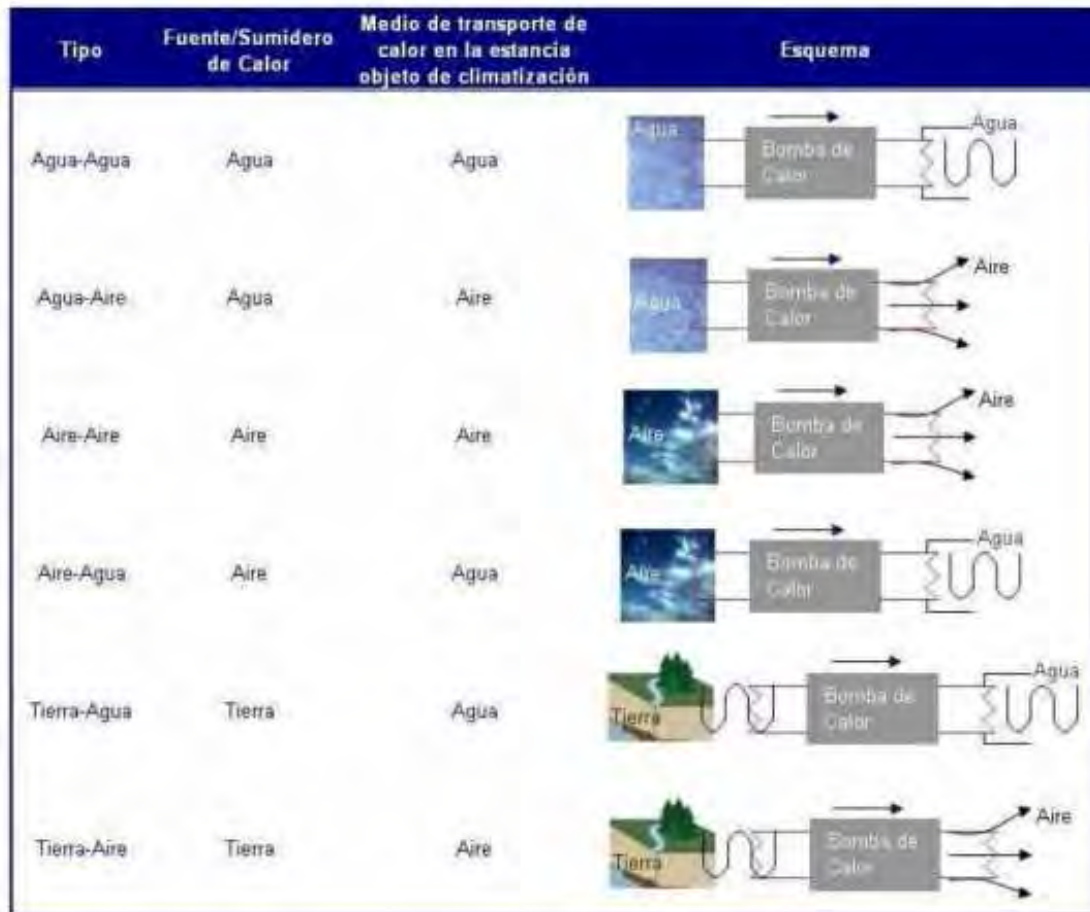 Tipo
Fuente/Sumidero
de Calor
Medio de transporte de
calor en la estancia
objeto de climatización
Esquema
Agua-Agua
Agua
Agua
Agua
Bomba de
Calor
Agua
Agua-Aire
Agua
Aire
Agua
Bomba de
Calor
Aire
Aire-Aire
Aire
Aire
Aire
Bomba de
Calor
Aire
Aire-Agua
Aire
Agua
Aire
Bomba de
Calor
Agua
Tierra-Agua
Tierra
Agua
Tierra
Bomba de
Calor
Agua
Tierra-Aire
Tierra
Aire
Tierra
Bomba de
Calor
Aire